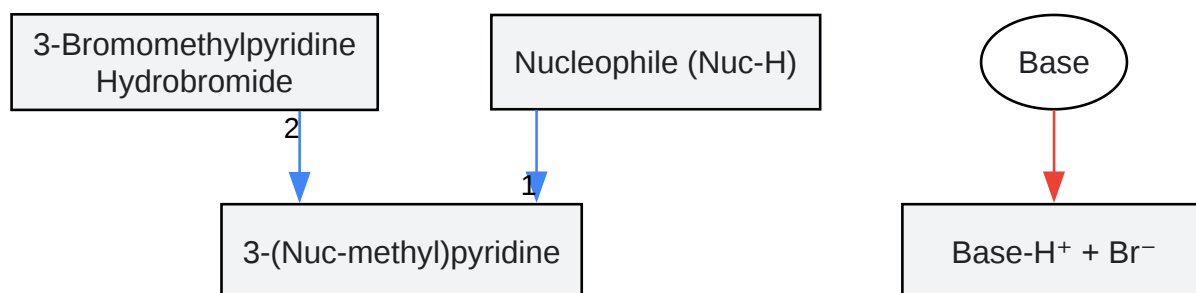 3-Bromomethylpyridine
Hydrobromide
Nucleophile (Nuc-H)
Base
2
1
3-(Nuc-methyl)pyridine
Base-H⁺ + Br⁻